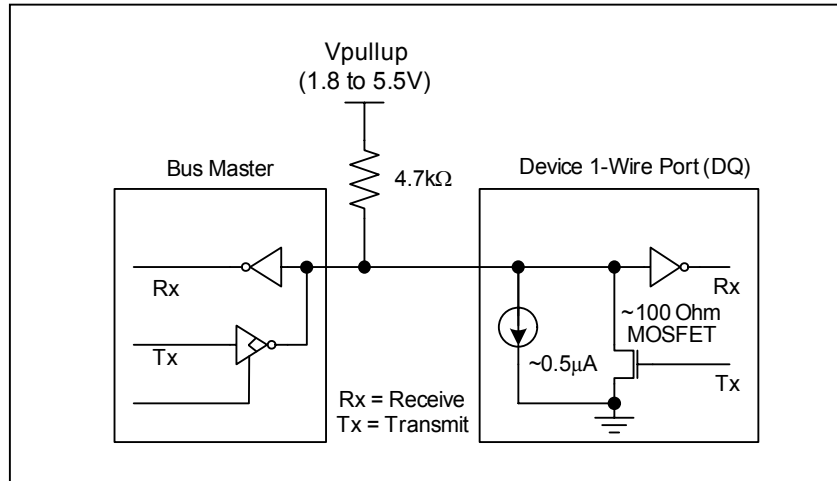 Vpullup
(1.8 to 5.5V)
4.7kΩ
Bus Master
Rx
Tx
Device 1-Wire Port (DQ)
Rx
~100 Ohm
MOSFET
~0.5µA
Tx
Rx = Receive
Tx = Transmit